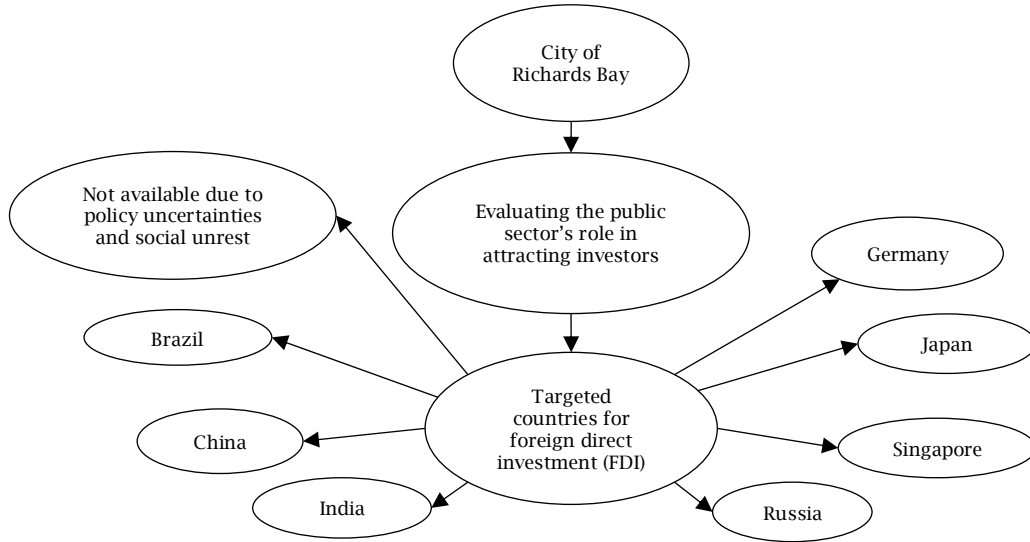 City of
Richards Bay
Not available due to
policy uncertainties
and social unrest
Evaluating the public
sector's role in
attracting investors
Germany
Brazil
Japan
Targeted
countries for
foreign direct
investment (FDI)
China
Singapore
India
Russia